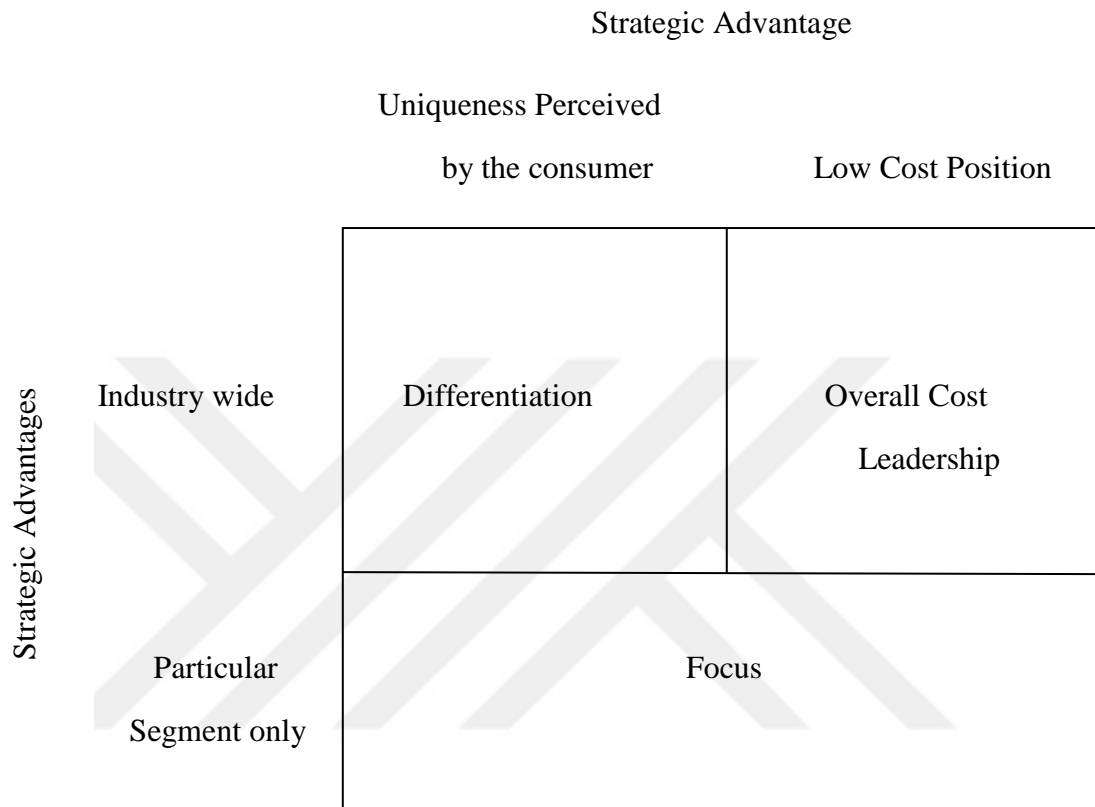 Strategic Advantage
Uniqueness Perceived
by the consumer
Low Cost Position
Strategic Advantages
Industry wide
Differentiation
Overall Cost
Leadership
Particular
Segment only
Focus